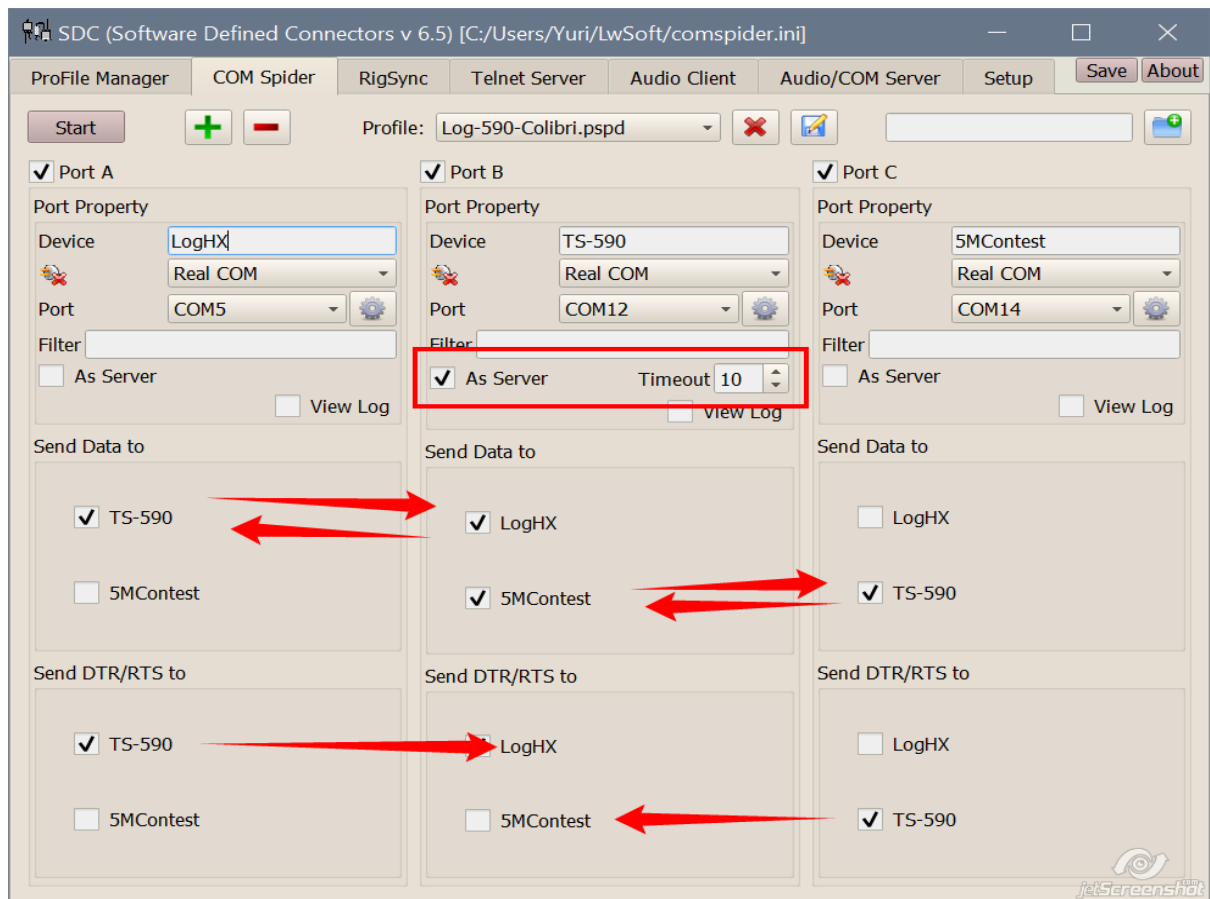 SDC (Software Defined Connectors v 6.5) [C:/Users/Yuri/LwSoft/comspider.ini]
ProFile Manager COM Spider RigSync Telnet Server Audio Client Audio/COM Server Setup Save About
Start Profile: Log-590-Colibri.pspd
Port A Port B Port C
Port Property Port Property Port Property
Device LogHX Device TS-590 Device 5MContest
Real COM Real COM Real COM
Port COM5 Port COM12 Port COM14
Filter Filter Filter
As Server As Server Timeout 10 As Server
View Log View Log View Log
Send Data to Send Data to Send Data to
TS-590 LogHX LogHX
5MContest 5MContest TS-590
Send DTR/RTS to Send DTR/RTS to Send DTR/RTS to
TS-590 LogHX LogHX
5MContest 5MContest TS-590
jetScreenshot.com